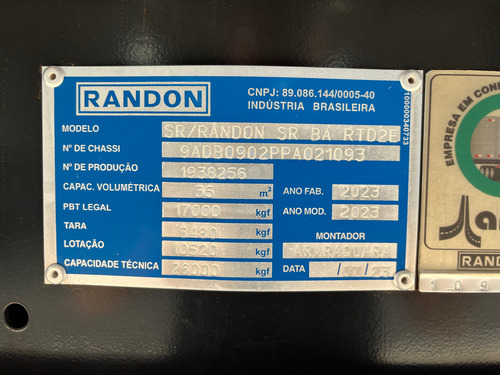 RANDON
CNPJ: 89.086.144/0005-40
INDÚSTRIA BRASILEIRA
100000340733
MODELO SR/RANDON SR BA RTD2E
Nº DE CHASSI 9ADB0902PPA021093
Nº DE PRODUÇÃO 1938256
CAPAC. VOLUMÉTRICA 35 m³ ANO FAB. 2023
PBT LEGAL 17000 kgf ANO MOD. 2023
TARA 6480 kgf MONTADOR
LOTAÇÃO 10520 kgf ARARAQUARA
CAPACIDADE TÉCNICA 26000 kgf DATA /07/23
EMPRESA EM
RAND